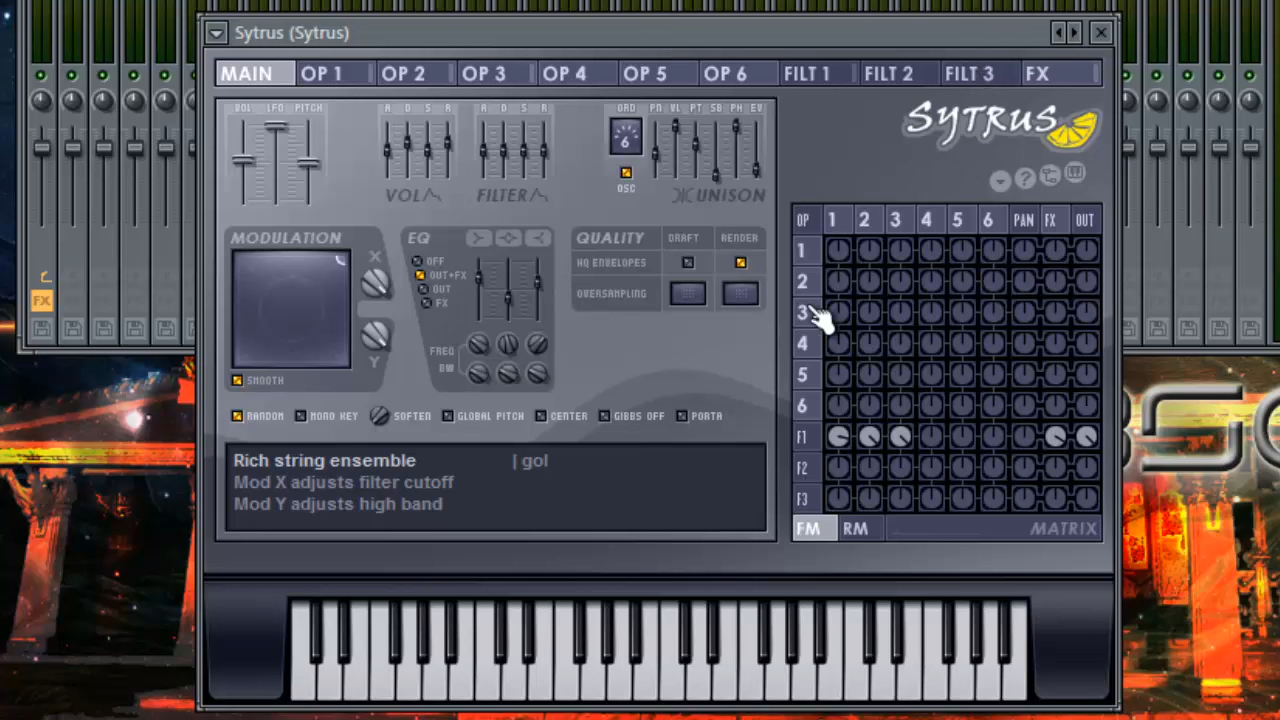 Sytrus (Sytrus)
MAIN OP 1 OP 2 OP 3 OP 4 OP 5 OP 6 FILT 1 FILT 2 FILT 3 FX
VOL LFO PITCH A D S R A D S R ORD PN VL PT SB PH EV
SYTRUS
6
OSC
VOL FILTER UNISON
OP 1 2 3 4 5 6 PAN FX OUT
MODULATION X EQ QUALITY DRAFT RENDER
1
OFF HQ ENVELOPES
OUT+FX
2
OUT OVERSAMPLING
FX
3
FREQ
4
Y BW
5
SMOOTH
6
RANDOM MONO KEY SOFTEN GLOBAL PITCH CENTER GIBBS OFF PORTA
F1
Rich string ensemble | gol
F2
Mod X adjusts filter cutoff
F3
Mod Y adjusts high band
FM RM MATRIX
FX